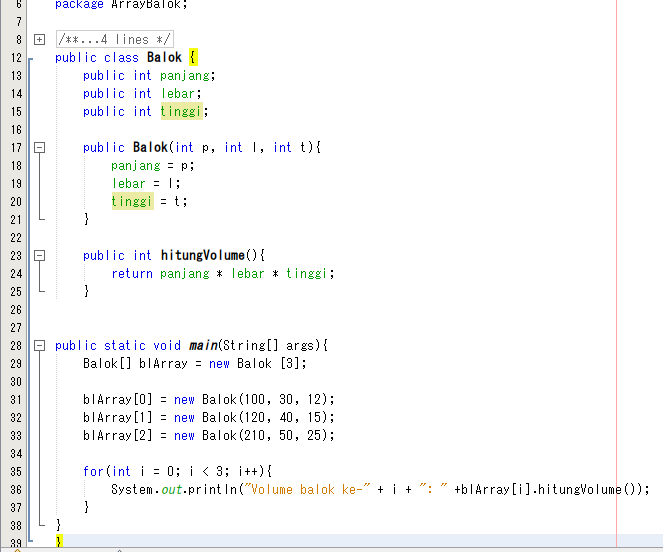 6 package ArrayBalok;
7
8 /**...4 lines */
12 public class Balok {
13 public int panjang;
14 public int lebar;
15 public int tinggi;
16
17 public Balok(int p, int l, int t){
18 panjang = p;
19 lebar = l;
20 tinggi = t;
21 }
22
23 public int hitungVolume(){
24 return panjang * lebar * tinggi;
25 }
26
27
28 public static void main(String[] args){
29 Balok[] blArray = new Balok [3];
30
31 blArray[0] = new Balok(100, 30, 12);
32 blArray[1] = new Balok(120, 40, 15);
33 blArray[2] = new Balok(210, 50, 25);
34
35 for(int i = 0; i < 3; i++){
36 System.out.println("Volume balok ke-" + i + ": " +blArray[i].hitungVolume());
37 }
38 }
39 }